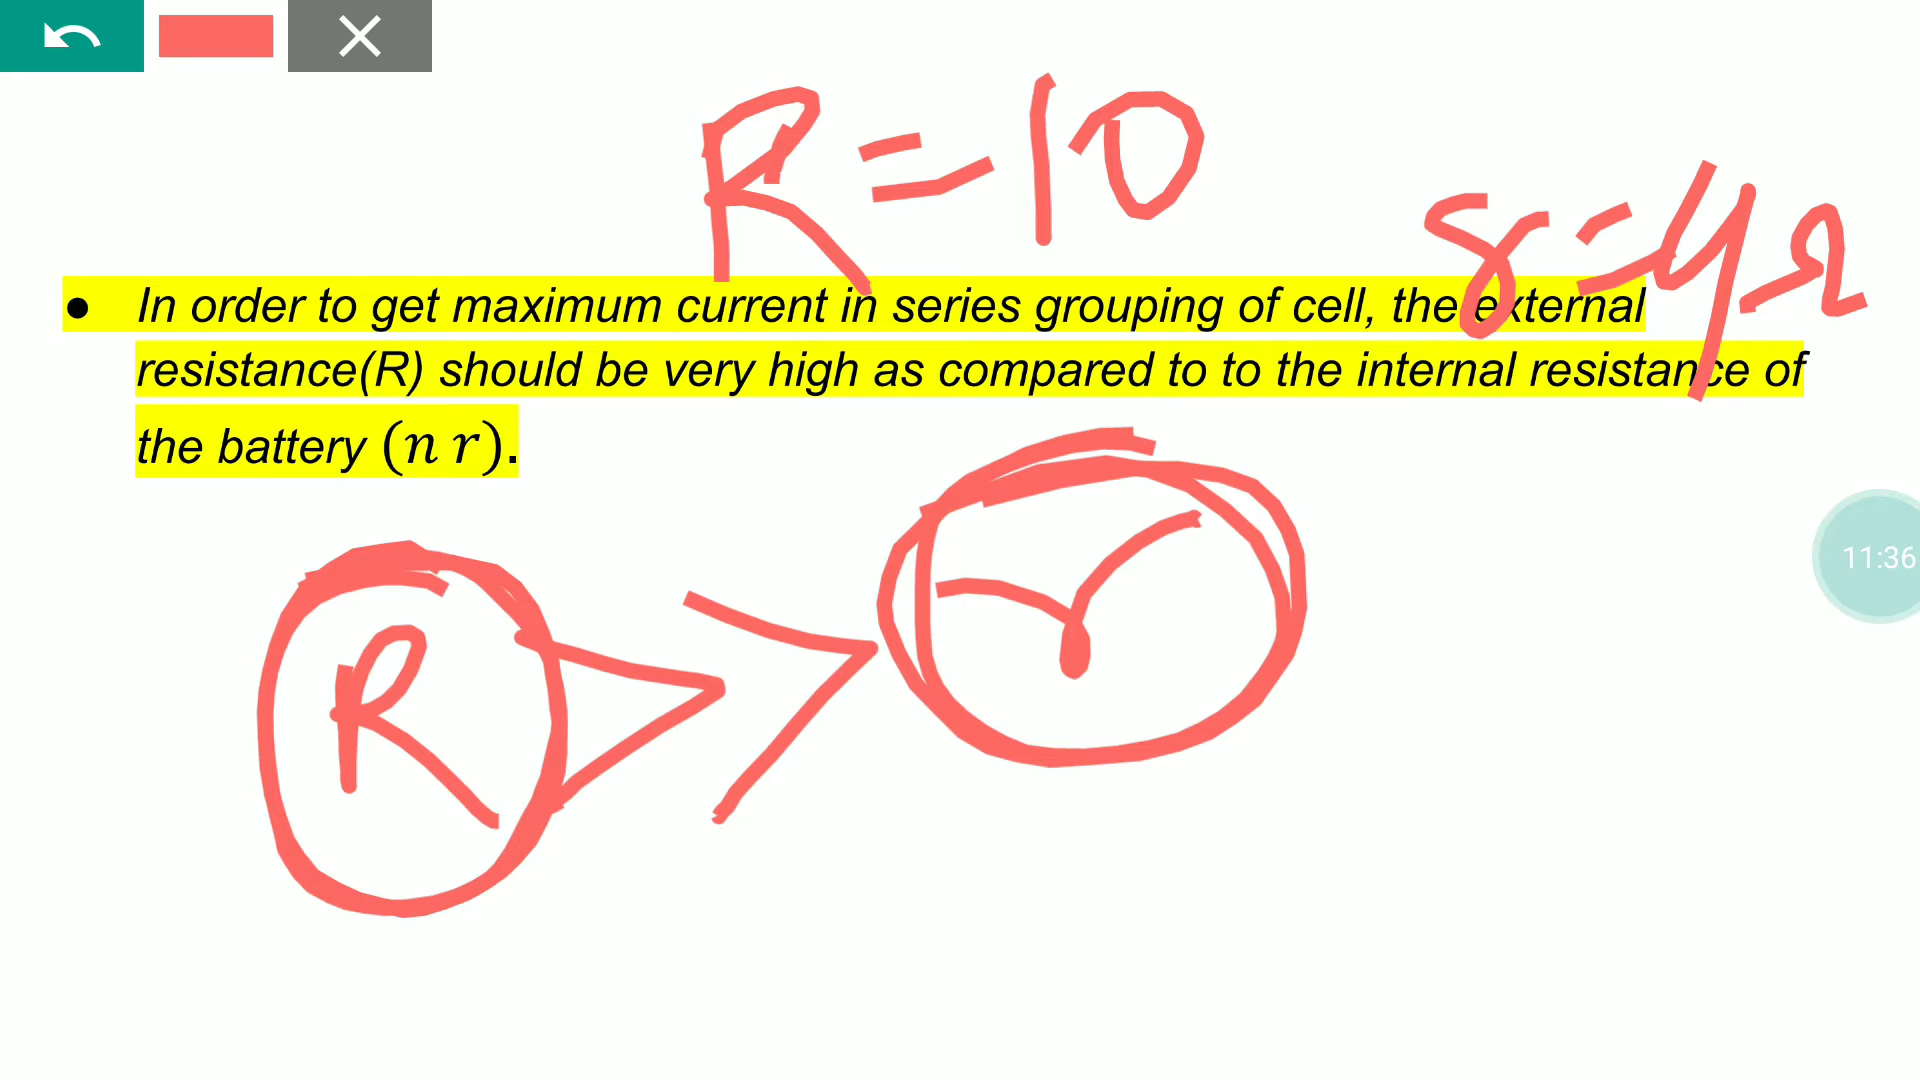 R=10
r=4Ω
● In order to get maximum current in series grouping of cell, the external
resistance(R) should be very high as compared to to the internal resistance of
the battery (n r).
R >> r
11:36